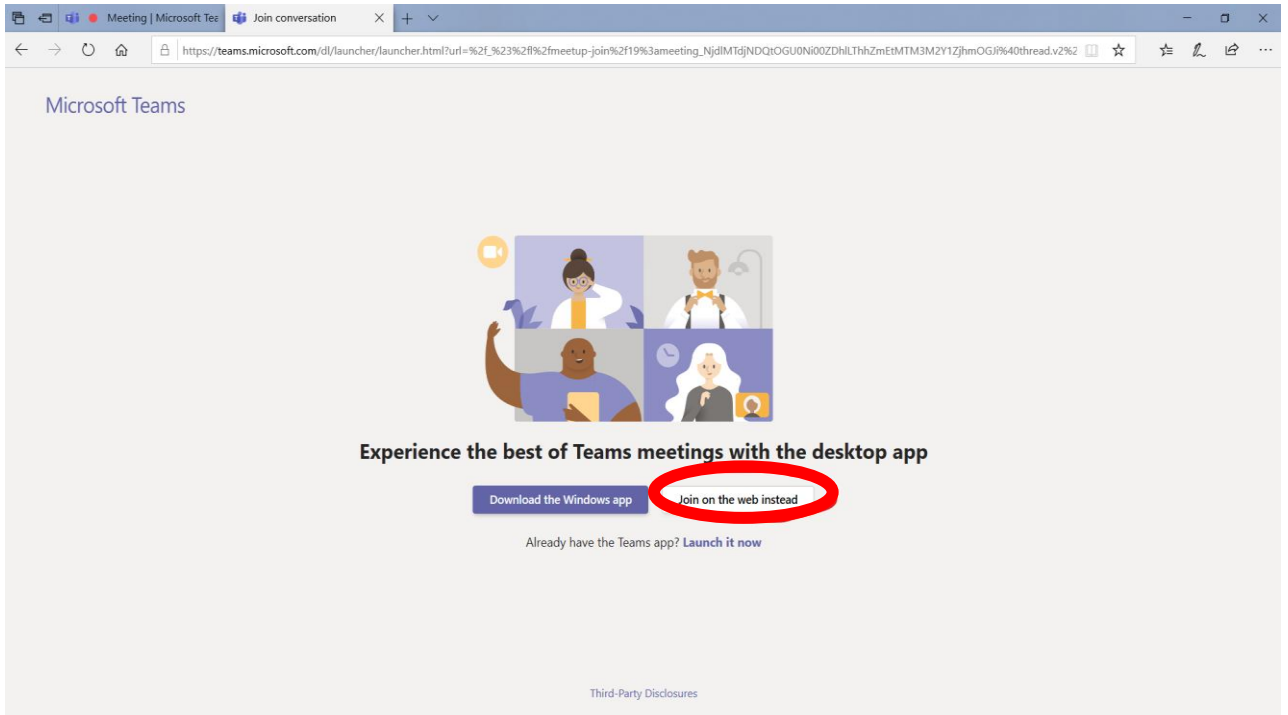 Meeting | Microsoft Tea
Join conversation
https://teams.microsoft.com/dl/launcher/launcher.html?url=%2f_%23%2fl%2fmeetup-join%2f19%3ameeting_NjdlMTdjNDQtOGU0Ni00ZDhlLThhZmEtMTM3M2Y1ZjhmOGJi%40thread.v2%2
Microsoft Teams
Experience the best of Teams meetings with the desktop app
Download the Windows app
Join on the web instead
Already have the Teams app? Launch it now
Third-Party Disclosures